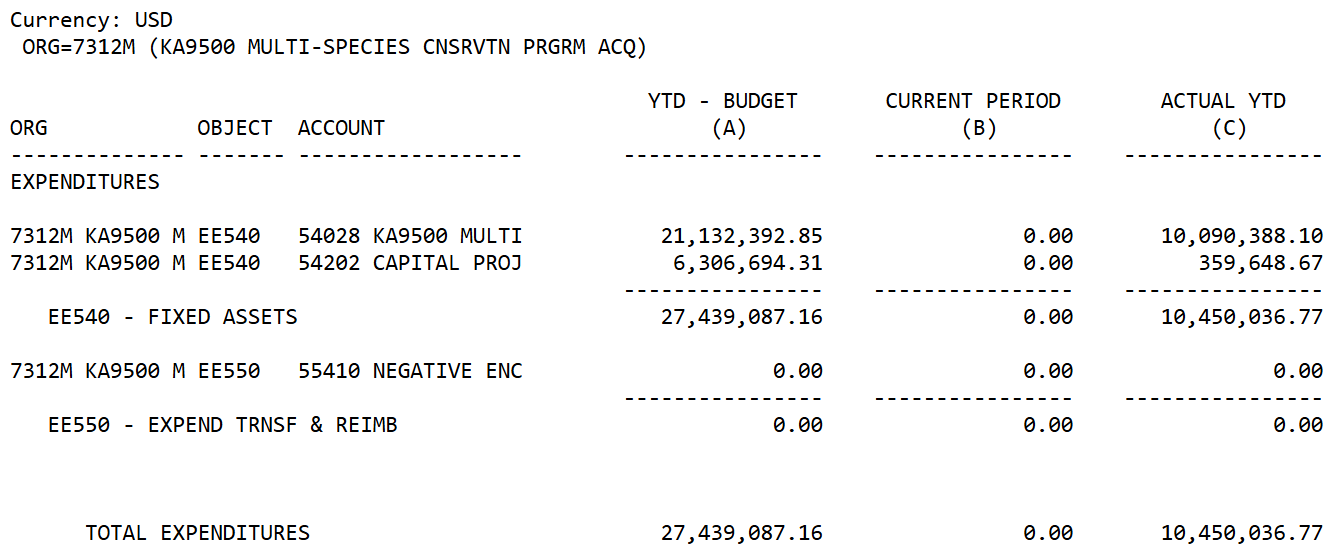 Currency: USD
ORG=7312M (KA9500 MULTI-SPECIES CNSRVTN PRGRM ACQ)
YTD - BUDGET CURRENT PERIOD ACTUAL YTD
ORG OBJECT ACCOUNT (A) (B) (C)
-------------- ------- ------------------ ---------------- ---------------- ----------------
EXPENDITURES
7312M KA9500 M EE540 54028 KA9500 MULTI 21,132,392.85 0.00 10,090,388.10
7312M KA9500 M EE540 54202 CAPITAL PROJ 6,306,694.31 0.00 359,648.67
---------------- ---------------- ----------------
EE540 - FIXED ASSETS 27,439,087.16 0.00 10,450,036.77
7312M KA9500 M EE550 55410 NEGATIVE ENC 0.00 0.00 0.00
---------------- ---------------- ----------------
EE550 - EXPEND TRNSF & REIMB 0.00 0.00 0.00
TOTAL EXPENDITURES 27,439,087.16 0.00 10,450,036.77